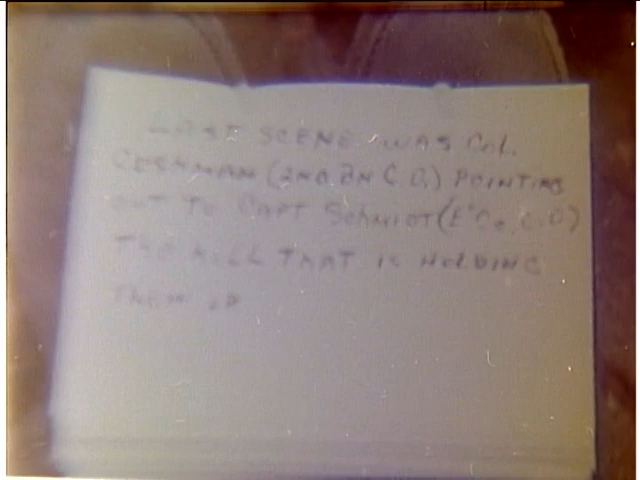 LAST SCENE WAS COL.
CUSHMAN (2ND BN C.O.) POINTING
OUT TO CAPT SCHMIDT ("E" Co. C.O.)
THE HILL THAT IS HOLDING
THEM UP